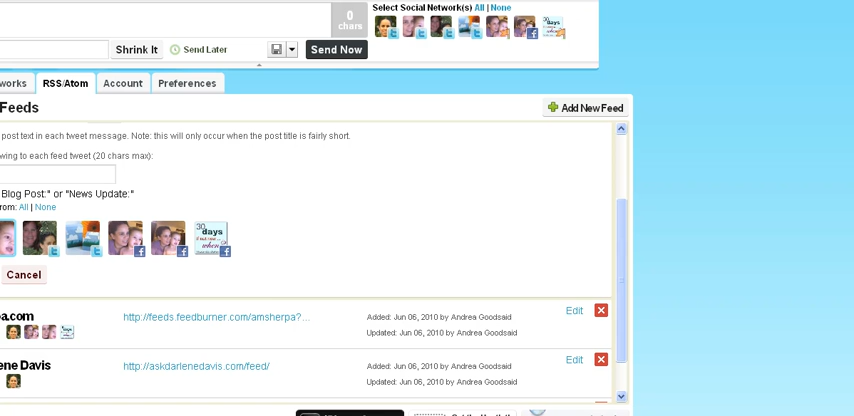 0
chars
Select Social Network(s) All | None
Shrink It
Send Later
Send Now
works
RSS/Atom
Account
Preferences
Feeds
Add New Feed
post text in each tweet message. Note: this will only occur when the post title is fairly short.
wing to each feed tweet (20 chars max):
Blog Post:" or "News Update:"
rom: All | None
30
days
when
Cancel
a.com
http://feeds.feedburner.com/amsherpa?...
Added: Jun 06, 2010 by Andrea Goodsaid
Edit
Updated: Jun 06, 2010 by Andrea Goodsaid
ene Davis
http://askdarlenedavis.com/feed/
Added: Jun 06, 2010 by Andrea Goodsaid
Edit
Updated: Jun 06, 2010 by Andrea Goodsaid